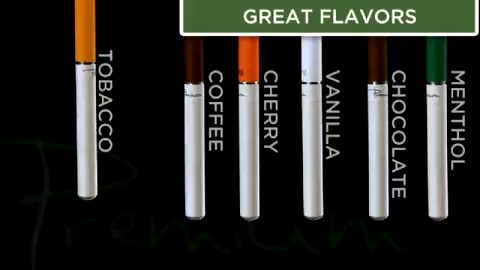 GREAT FLAVORS
TOBACCO
COFFEE
CHERRY
VANILLA
CHOCOLATE
MENTHOL
Premium